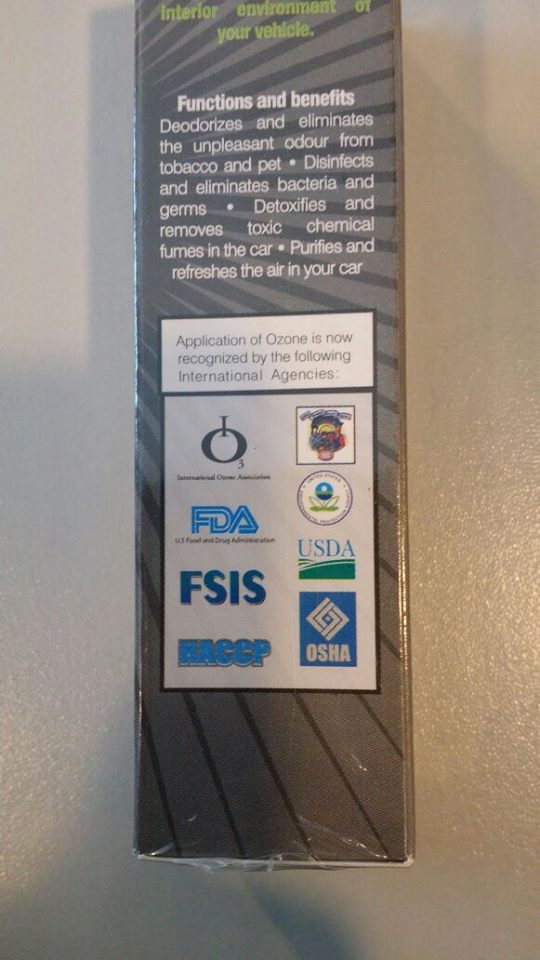 interior environment of
your vehicle.
Functions and benefits
Deodorizes and eliminates
the unpleasant odour from
tobacco and pet • Disinfects
and eliminates bacteria and
germs • Detoxifies and
removes toxic chemical
fumes in the car • Purifies and
refreshes the air in your car
Application of Ozone is now
recognized by the following
International Agencies:
IO3
International Ozone Association
FDA
U.S Food and Drug Administration
UNITED STATES
USDA
FSIS
HACCP
OSHA